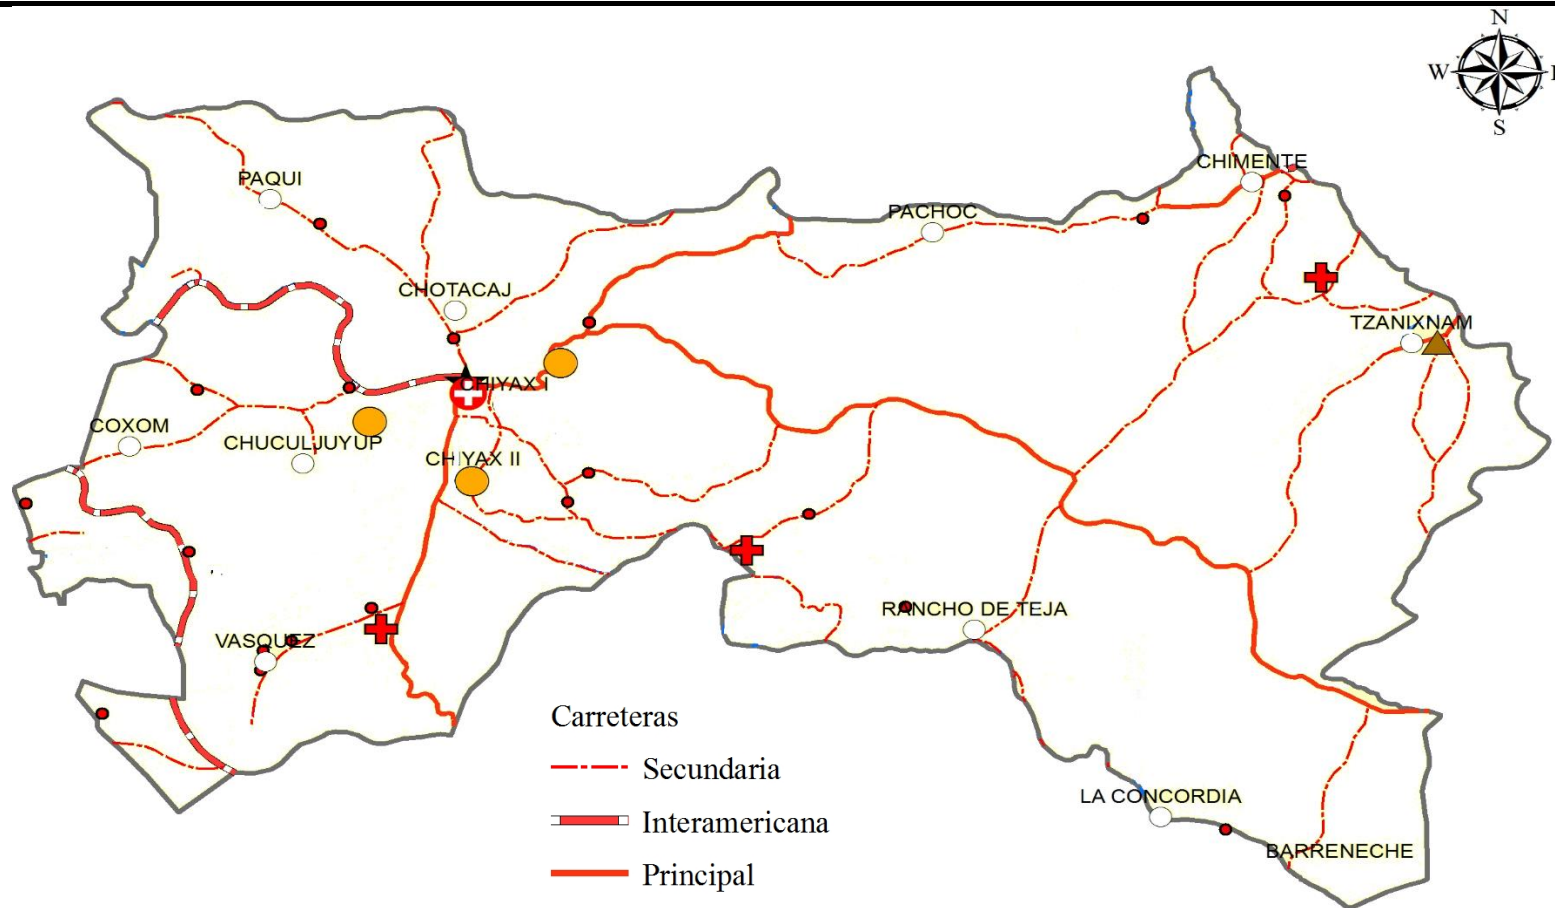 N
W
S
CHIMENTE
PAQUI
PACHOC
CHOTACAJ
TZANIXNAM
CHIYAX I
COXOM
CHUCULJUYUP
CHIYAX II
RANCHO DE TEJA
VASQUEZ
Carreteras
Secundaria
LA CONCORDIA
Interamericana
BARRENECHE
Principal